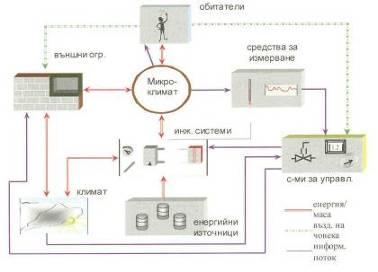 обитатели
външни огр.
средства за
измерване
Микро-
климат
инж. системи
климат
енергийни
източници
с-ми за управл.
енергия/
маса
възд. на
човека
информ.
поток